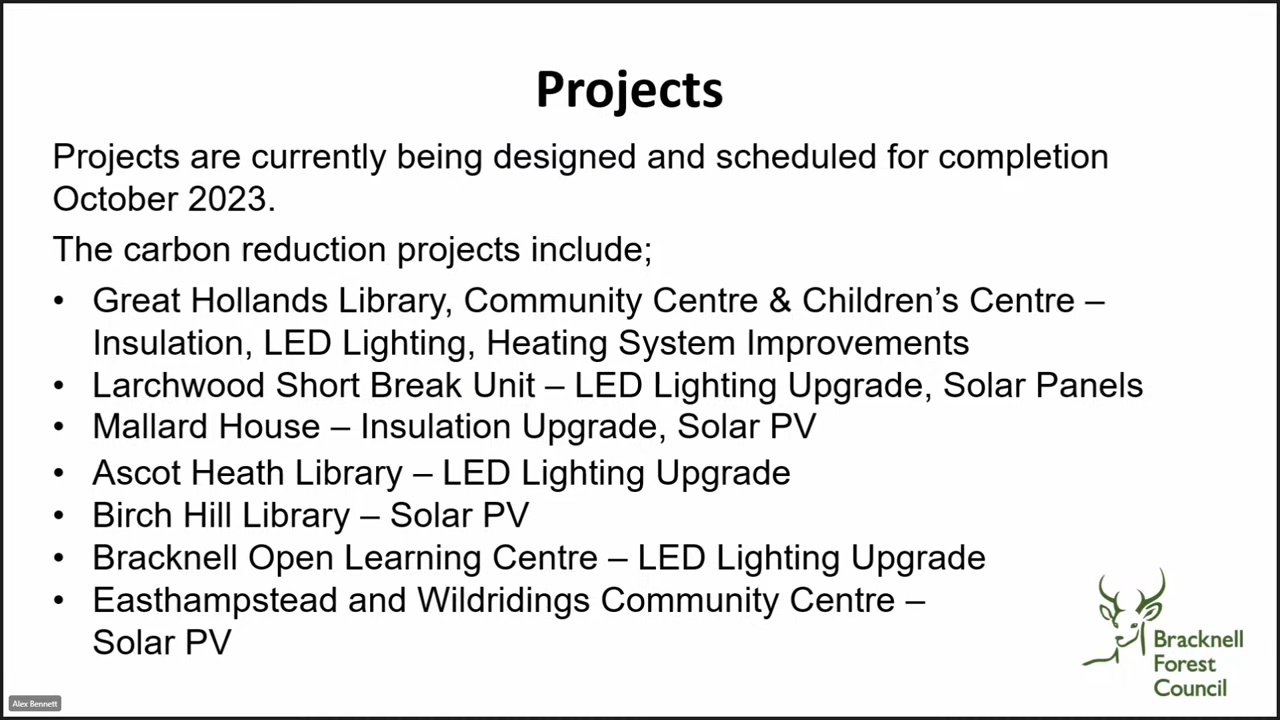 Projects
Projects are currently being designed and scheduled for completion
October 2023.
The carbon reduction projects include;
• Great Hollands Library, Community Centre & Children’s Centre –
Insulation, LED Lighting, Heating System Improvements
• Larchwood Short Break Unit – LED Lighting Upgrade, Solar Panels
• Mallard House – Insulation Upgrade, Solar PV
• Ascot Heath Library – LED Lighting Upgrade
• Birch Hill Library – Solar PV
• Bracknell Open Learning Centre – LED Lighting Upgrade
• Easthampstead and Wildridings Community Centre –
Solar PV
Bracknell
Forest
Council
Alex Bennett